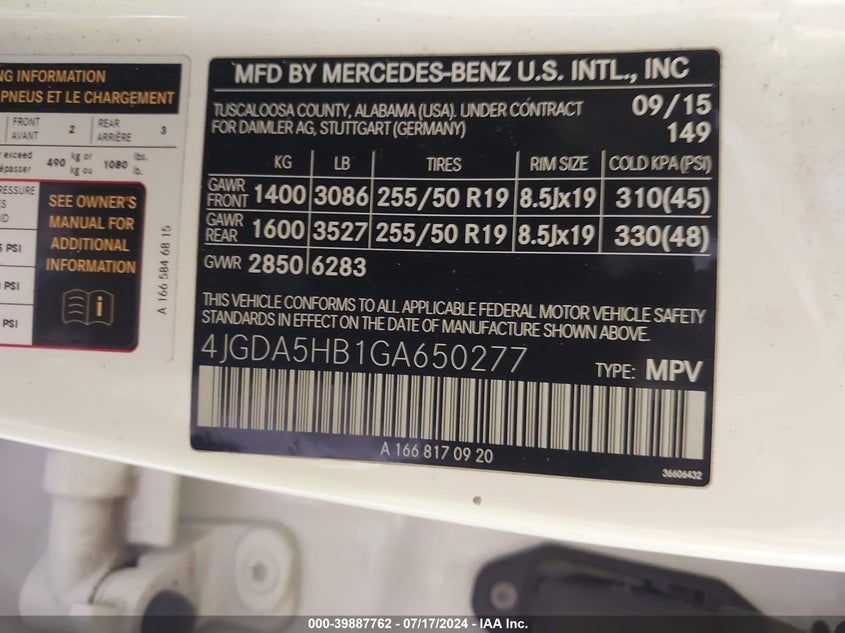 NG INFORMATION
PNEUS ET LE CHARGEMENT
FRONT 2 REAR 3
AVANT ARRIÈRE
exceed 490 kg or 1080 lbs.
kg ou lb.
SEE OWNER'S
MANUAL FOR
ADDITIONAL
INFORMATION
PSI
PSI
PSI
A 166 584 68 15
MFD BY MERCEDES-BENZ U.S. INTL., INC
TUSCALOOSA COUNTY, ALABAMA (USA). UNDER CONTRACT 09/15
FOR DAIMLER AG, STUTTGART (GERMANY) 149
KG LB TIRES RIM SIZE COLD KPA(PSI)
GAWR FRONT 1400 3086 255/50 R19 8.5Jx19 310(45)
GAWR REAR 1600 3527 255/50 R19 8.5Jx19 330(48)
GVWR 2850 6283
THIS VEHICLE CONFORMS TO ALL APPLICABLE FEDERAL MOTOR VEHICLE SAFETY
STANDARDS IN EFFECT ON THE DATE OF MANUFACTURE SHOWN ABOVE.
4JGDA5HB1GA650277 TYPE: MPV
A 166 817 09 20
36606432
000-39887762 - 07/17/2024 - IAA Inc.